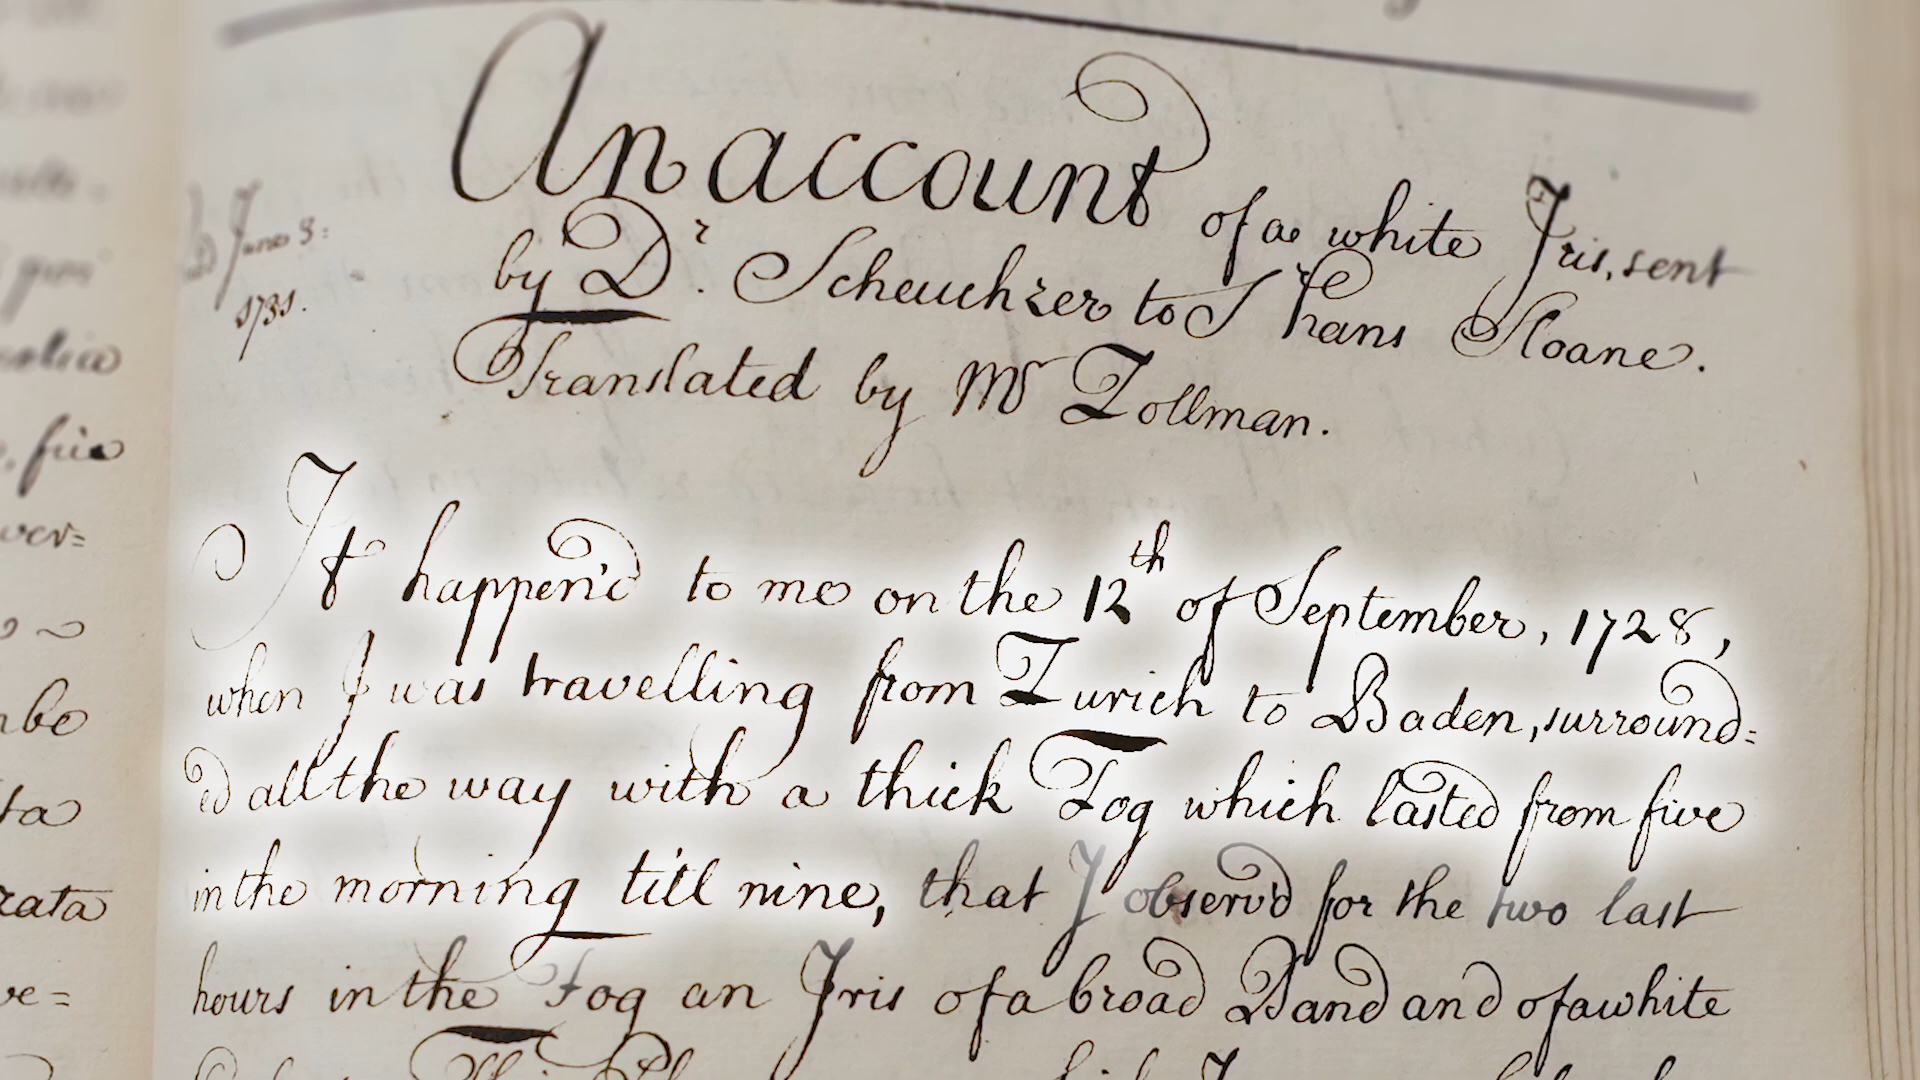 An account of a white Iris, sent
by Dr. Scheuchzer to Sr Hans Sloane.
Translated by Mr Zollman.
June 3:
1731.
It happen'd to me on the 12th of September, 1728,
when I was travelling from Zurich to Baden, surround=
ed all the way with a thick Fog which lasted from five
in the morning till nine, that I observ'd for the two last
hours in the Fog an Iris of a broad Band and of a white
ver=
rata